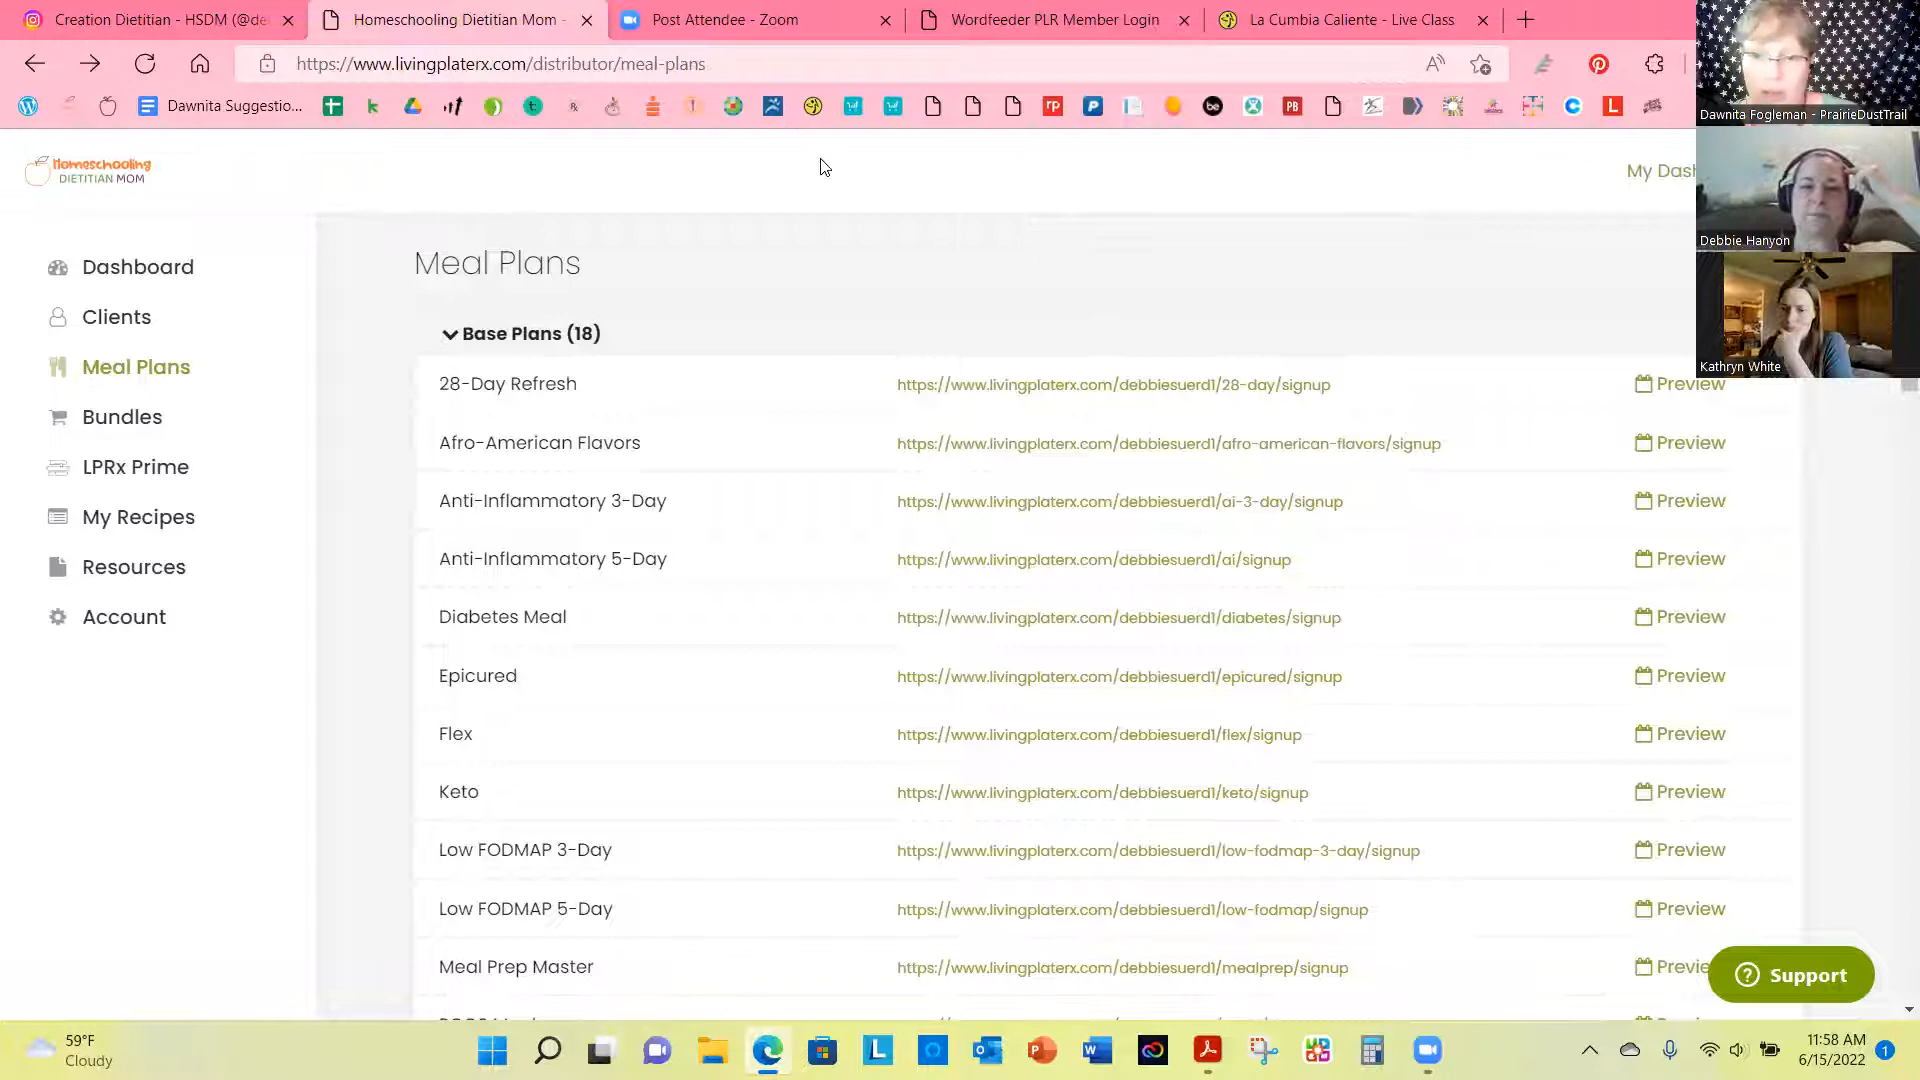 Creation Dietitian - HSDM (@de
Homeschooling Dietitian Mom -
Post Attendee - Zoom
Wordfeeder PLR Member Login
La Cumbia Caliente - Live Class
https://www.livingplaterx.com/distributor/meal-plans
Dawnita Suggestio...
Dawnita Fogleman - PrairieDustTrail
Debbie Hanyon
Kathryn White
Homeschooling
DIETITIAN MOM
My Dash
Dashboard
Clients
Meal Plans
Bundles
LPRx Prime
My Recipes
Resources
Account
Meal Plans
Base Plans (18)
28-Day Refresh https://www.livingplaterx.com/debbiesuerd1/28-day/signup Preview
Afro-American Flavors https://www.livingplaterx.com/debbiesuerd1/afro-american-flavors/signup Preview
Anti-Inflammatory 3-Day https://www.livingplaterx.com/debbiesuerd1/ai-3-day/signup Preview
Anti-Inflammatory 5-Day https://www.livingplaterx.com/debbiesuerd1/ai/signup Preview
Diabetes Meal https://www.livingplaterx.com/debbiesuerd1/diabetes/signup Preview
Epicured https://www.livingplaterx.com/debbiesuerd1/epicured/signup Preview
Flex https://www.livingplaterx.com/debbiesuerd1/flex/signup Preview
Keto https://www.livingplaterx.com/debbiesuerd1/keto/signup Preview
Low FODMAP 3-Day https://www.livingplaterx.com/debbiesuerd1/low-fodmap-3-day/signup Preview
Low FODMAP 5-Day https://www.livingplaterx.com/debbiesuerd1/low-fodmap/signup Preview
Meal Prep Master https://www.livingplaterx.com/debbiesuerd1/mealprep/signup Previe
Support
59°F
Cloudy
11:58 AM
6/15/2022
1